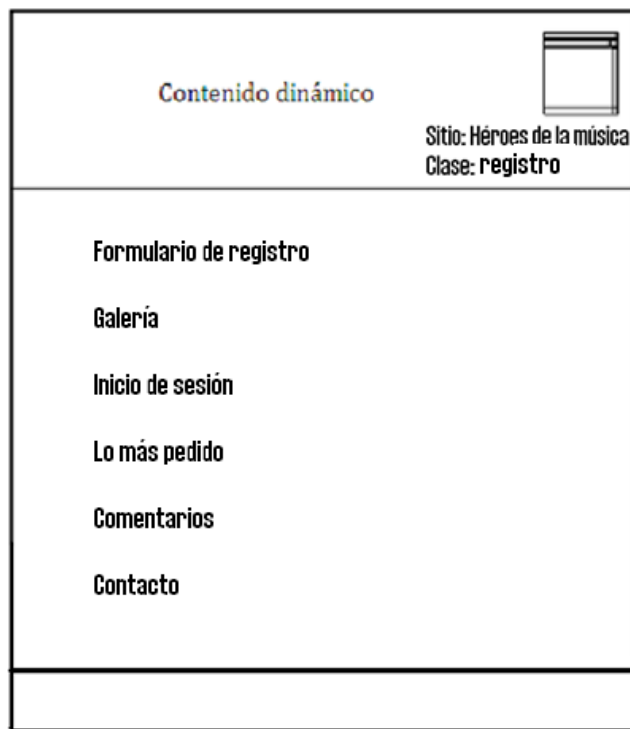 Contenido dinámico
Sitio: Héroes de la música
Clase: registro
Formulario de registro
Galería
Inicio de sesión
Lo más pedido
Comentarios
Contacto